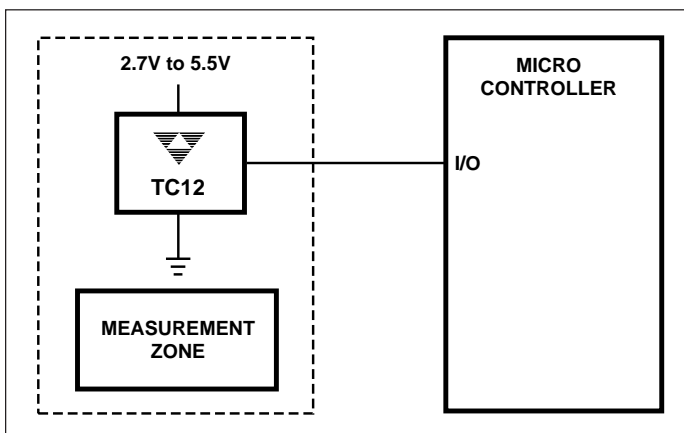 2.7V to 5.5V
TC12
MEASUREMENT
ZONE
MICRO
CONTROLLER
I/O